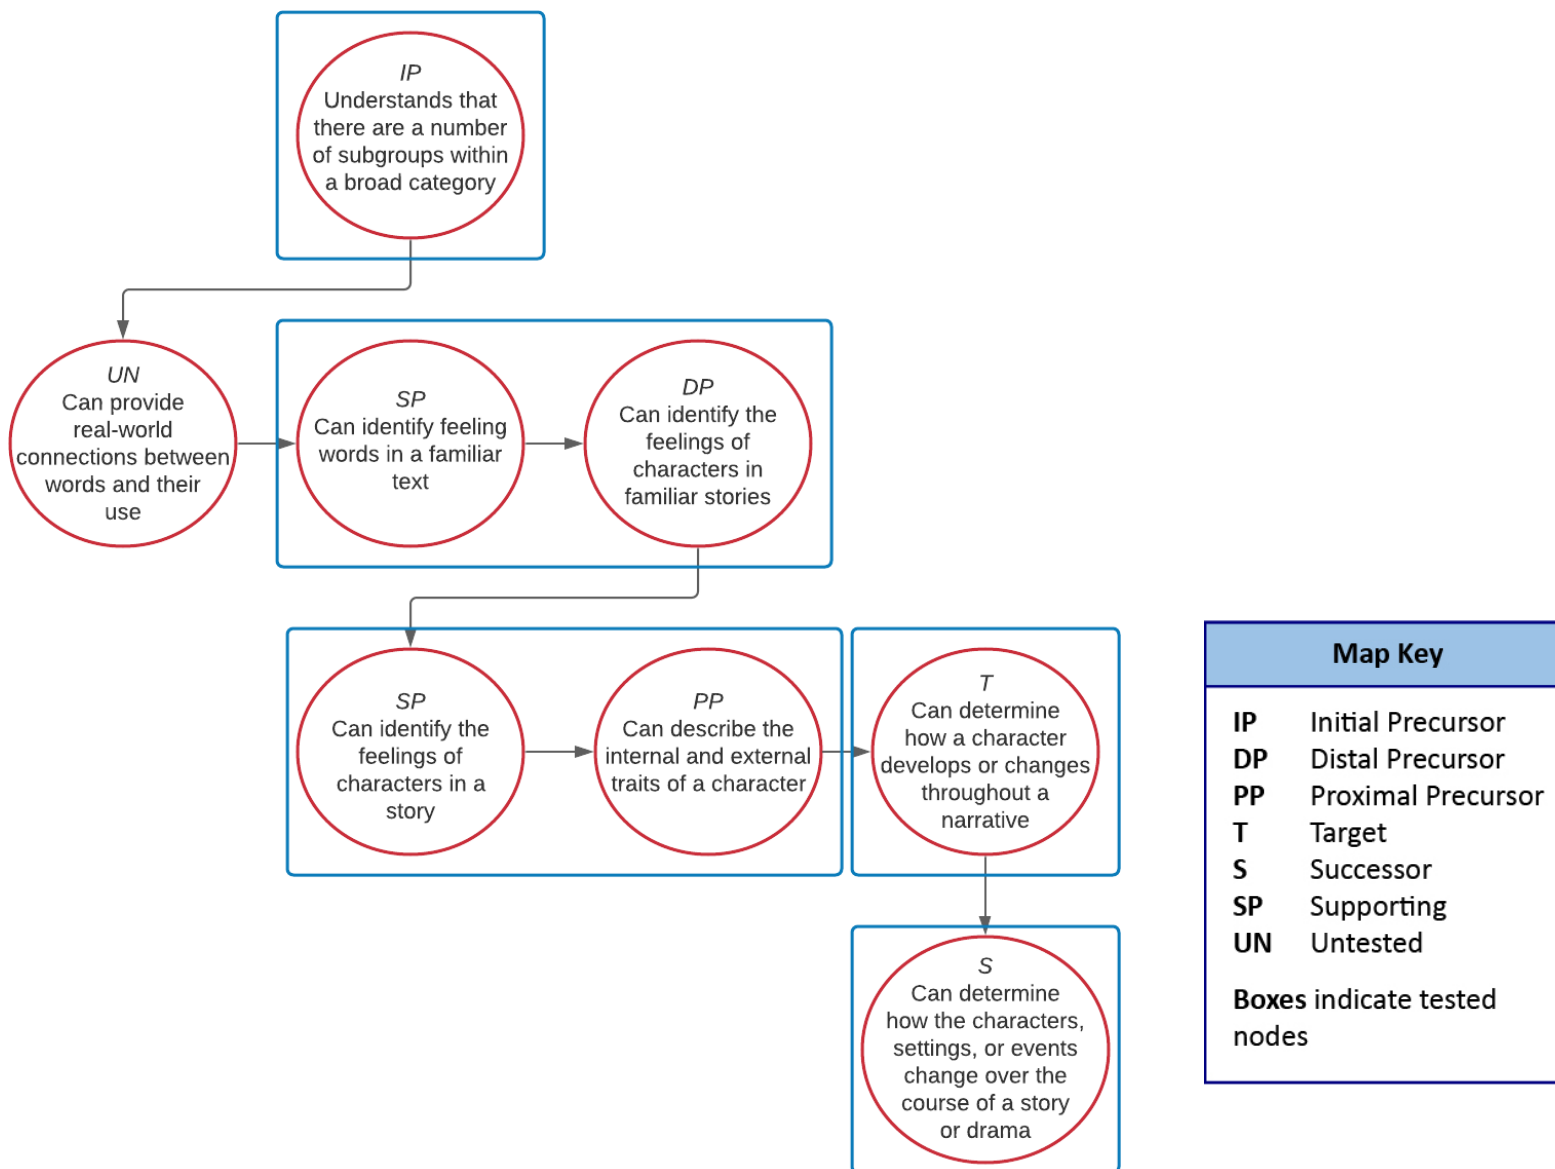 IP
Understands that
there are a number
of subgroups within
a broad category
UN
Can provide
real-world
connections between
words and their
use
SP
Can identify feeling
words in a familiar
text
DP
Can identify the
feelings of
characters in
familiar stories
SP
Can identify the
feelings of
characters in a
story
PP
Can describe the
internal and external
traits of a character
T
Can determine
how a character
develops or changes
throughout a
narrative
S
Can determine
how the characters,
settings, or events
change over the
course of a story
or drama
Map Key
IP Initial Precursor
DP Distal Precursor
PP Proximal Precursor
T Target
S Successor
SP Supporting
UN Untested
Boxes indicate tested
nodes